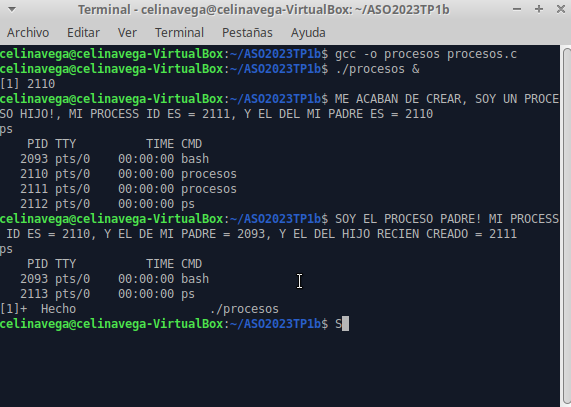 Terminal - celinavega@celinavega-VirtualBox: ~/ASO2023TP1b
Archivo Editar Ver Terminal Pestañas Ayuda
celinavega@celinavega-VirtualBox:~/ASO2023TP1b$ gcc -o procesos procesos.c
celinavega@celinavega-VirtualBox:~/ASO2023TP1b$ ./procesos &
[1] 2110
celinavega@celinavega-VirtualBox:~/ASO2023TP1b$ ME ACABAN DE CREAR, SOY UN PROCE
SO HIJO!, MI PROCESS ID ES = 2111, Y EL DEL MI PADRE ES = 2110
ps
    PID TTY          TIME CMD
   2093 pts/0    00:00:00 bash
   2110 pts/0    00:00:00 procesos
   2111 pts/0    00:00:00 procesos
   2112 pts/0    00:00:00 ps
celinavega@celinavega-VirtualBox:~/ASO2023TP1b$ SOY EL PROCESO PADRE! MI PROCESS
 ID ES = 2110, Y EL DE MI PADRE = 2093, Y EL DEL HIJO RECIEN CREADO = 2111
ps
    PID TTY          TIME CMD
   2093 pts/0    00:00:00 bash
   2113 pts/0    00:00:00 ps
[1]+  Hecho                   ./procesos
celinavega@celinavega-VirtualBox:~/ASO2023TP1b$ S